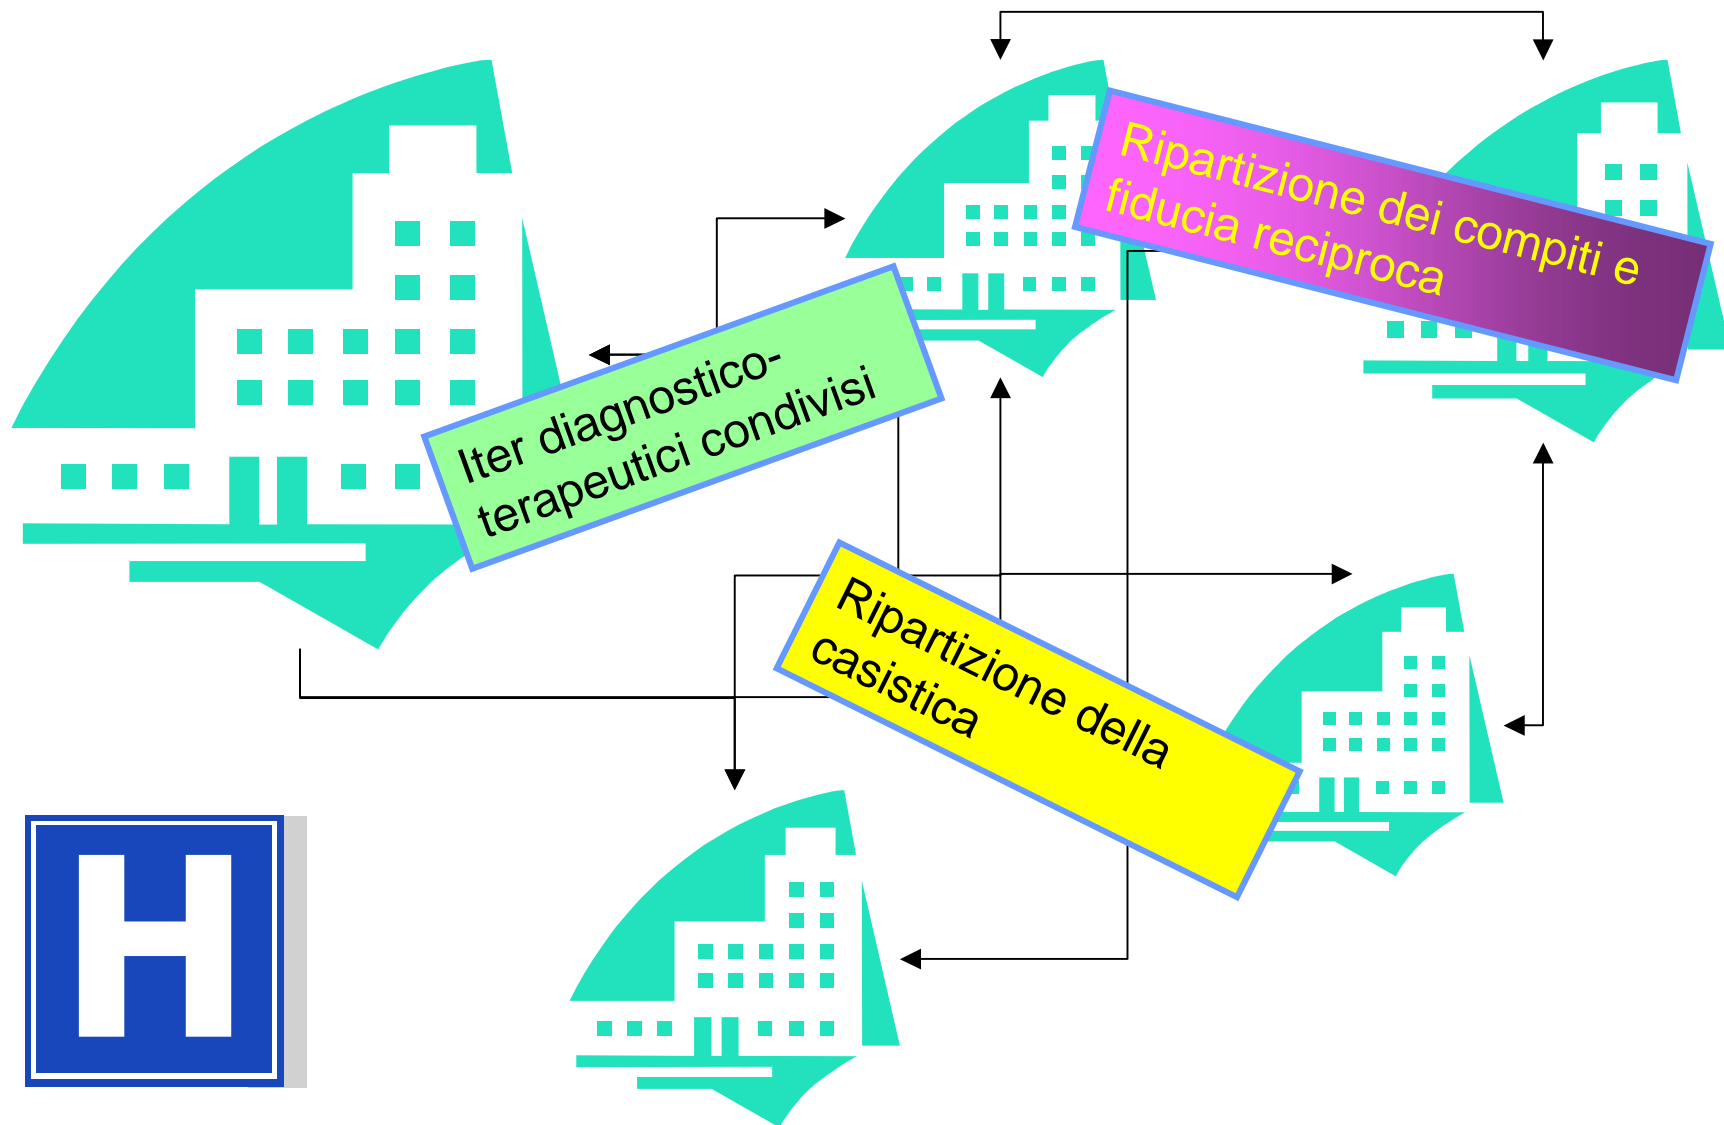 Ripartizione dei compiti e
fiducia reciproca
Iter diagnostico-
terapeutici condivisi
Ripartizione della
casistica
H